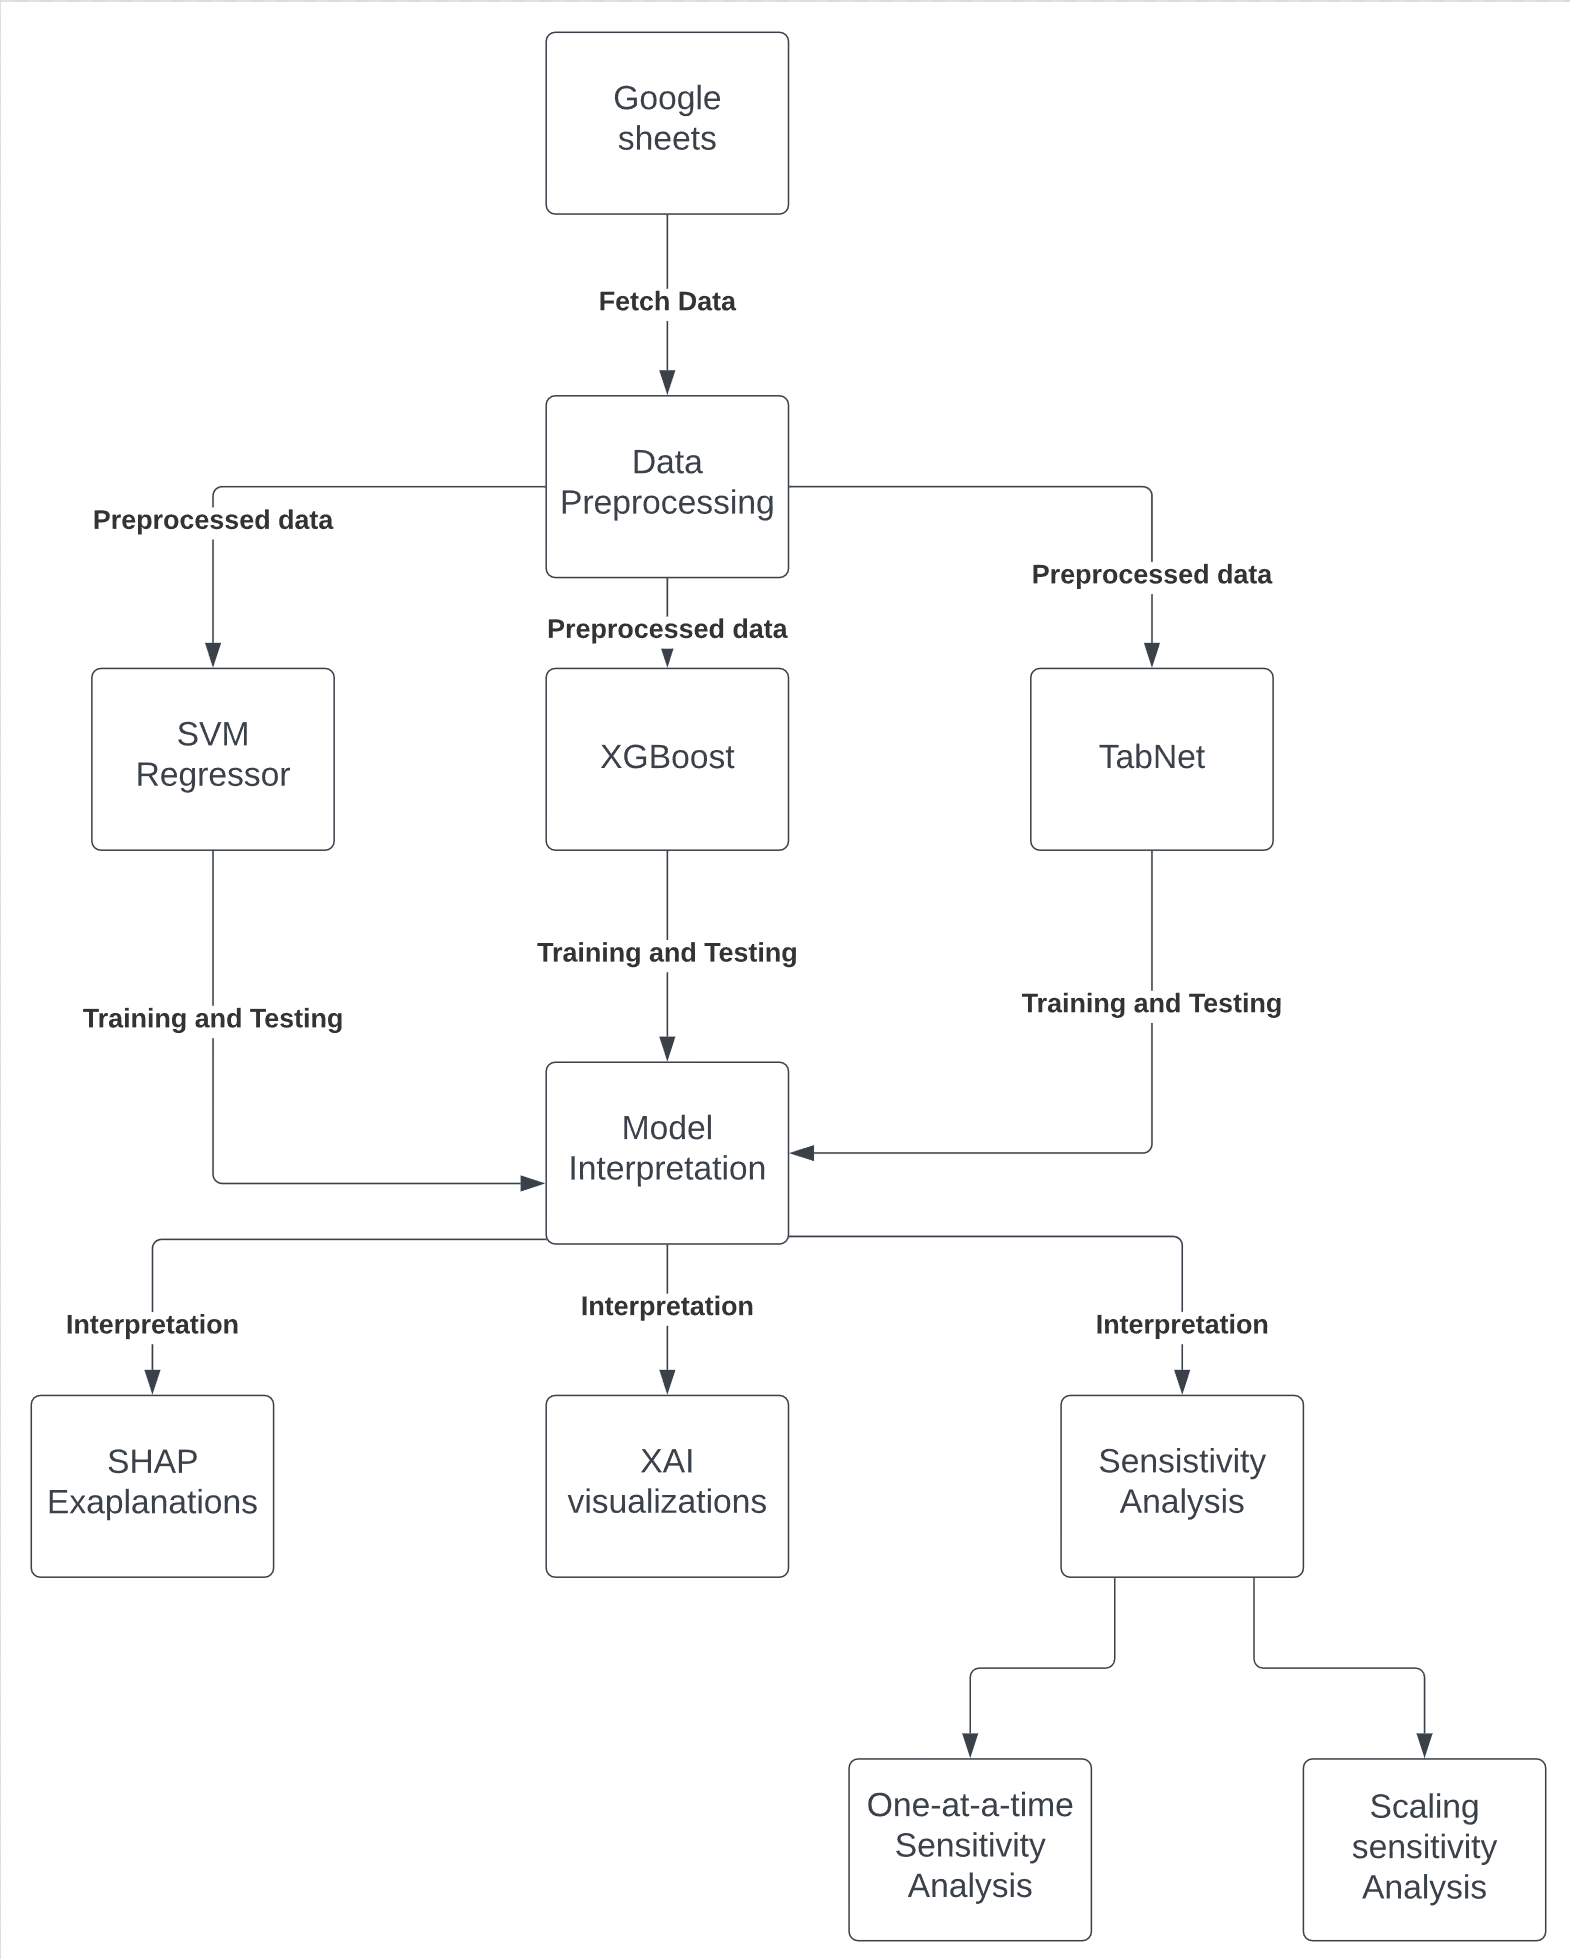 Google
sheets
Fetch Data
Data
Preprocessing
Preprocessed data
Preprocessed data
Preprocessed data
SVM
Regressor
XGBoost
TabNet
Training and Testing
Training and Testing
Training and Testing
Model
Interpretation
Interpretation
Interpretation
Interpretation
SHAP
Exaplanations
XAI
visualizations
Sensistivity
Analysis
One-at-a-time
Sensitivity
Analysis
Scaling
sensitivity
Analysis